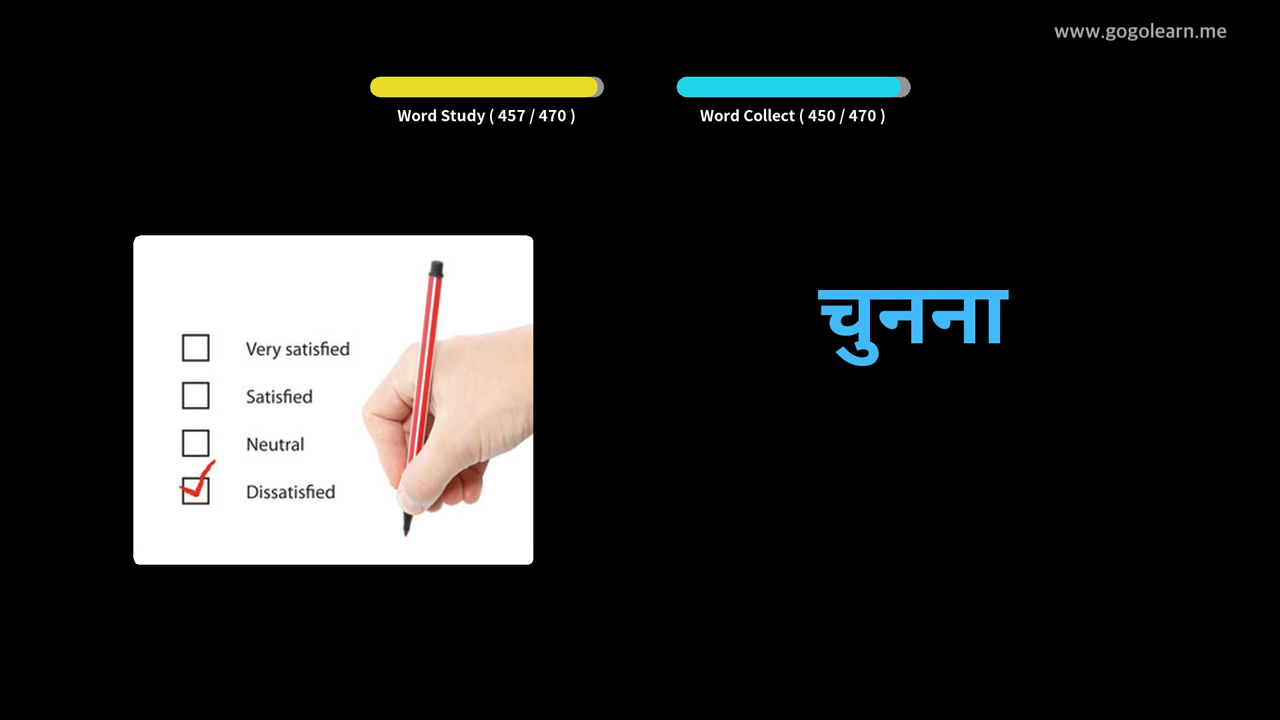 www.gogolearn.me
Word Study ( 457 / 470 )
Word Collect ( 450 / 470 )
Very satisfied
Satisfied
Neutral
Dissatisfied
चुनना